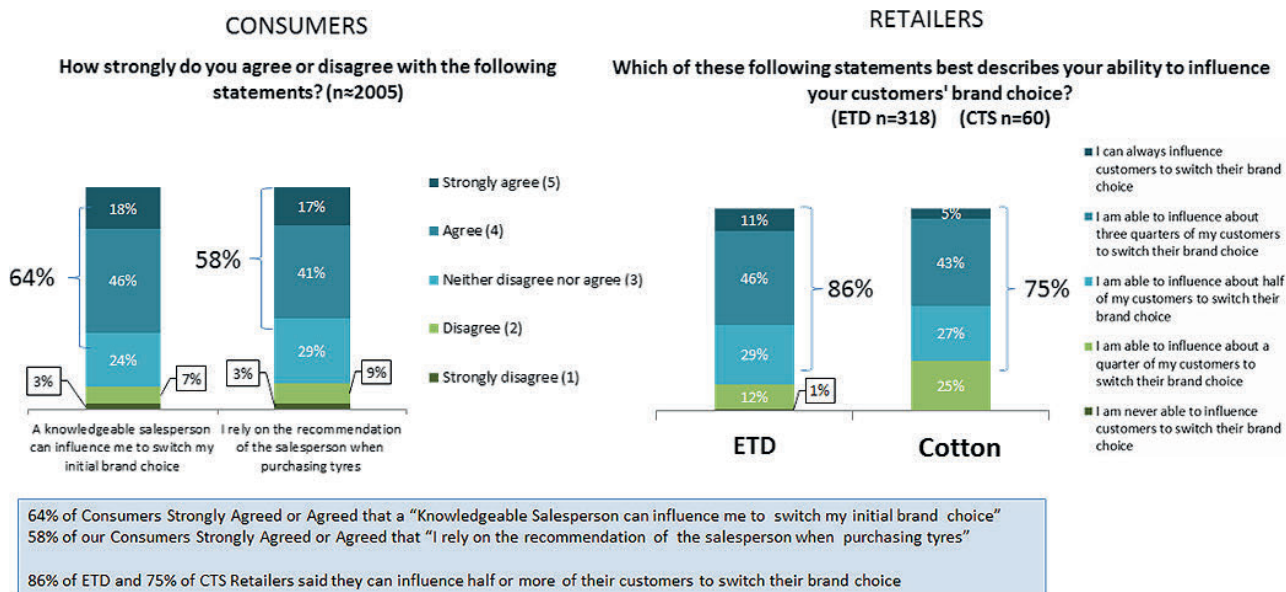 CONSUMERS
How strongly do you agree or disagree with the following
statements? (n≈2005)
18%
46%
24%
3%
7%
64%
17%
41%
29%
3%
9%
58%
Strongly agree (5)
Agree (4)
Neither disagree nor agree (3)
Disagree (2)
Strongly disagree (1)
A knowledgeable salesperson
can influence me to switch my
initial brand choice
I rely on the recommendation
of the salesperson when
purchasing tyres
RETAILERS
Which of these following statements best describes your ability to influence
your customers' brand choice?
(ETD n=318) (CTS n=60)
11%
46%
29%
12%
1%
86%
5%
43%
27%
25%
75%
ETD
Cotton
I can always influence
customers to switch their brand
choice
I am able to influence about
three quarters of my customers
to switch their brand choice
I am able to influence about half
of my customers to switch their
brand choice
I am able to influence about a
quarter of my customers to
switch their brand choice
I am never able to influence
customers to switch their brand
choice
64% of Consumers Strongly Agreed or Agreed that a “Knowledgeable Salesperson can influence me to switch my initial brand choice”
58% of our Consumers Strongly Agreed or Agreed that “I rely on the recommendation of the salesperson when purchasing tyres”
86% of ETD and 75% of CTS Retailers said they can influence half or more of their customers to switch their brand choice